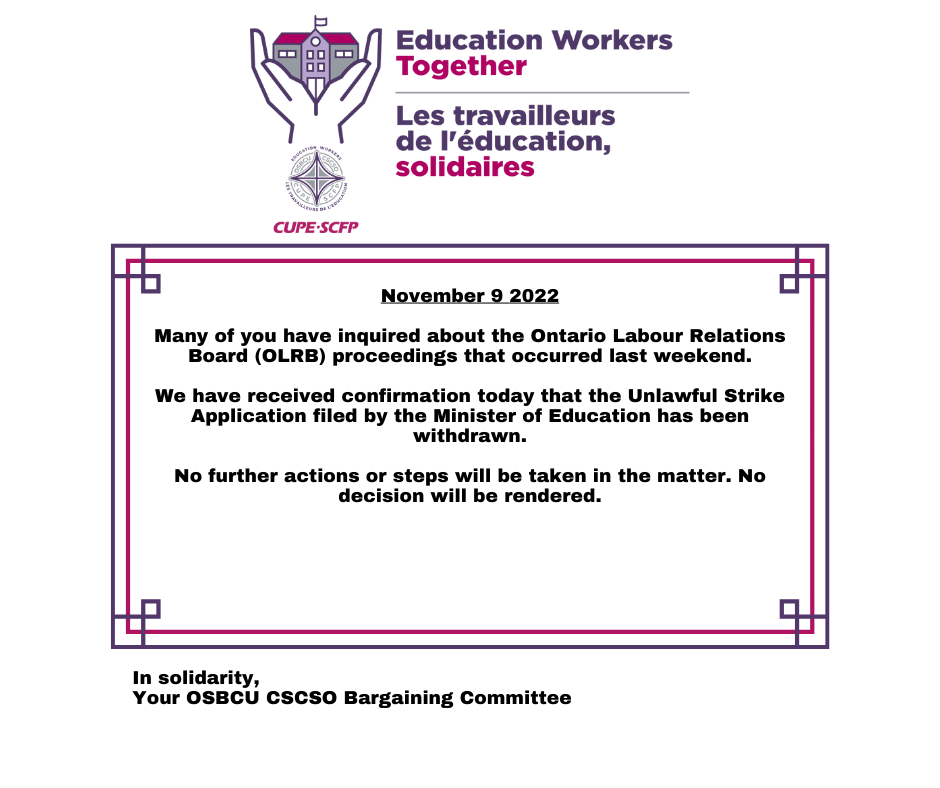 Education Workers
Together
Les travailleurs
de l'éducation,
solidaires
EDUCATION WORKERS
OSBCU CSCSO
CUPE SCFP
LES TRAVAILLEURS DE L'ÉDUCATION
CUPE·SCFP
November 9 2022
Many of you have inquired about the Ontario Labour Relations
Board (OLRB) proceedings that occurred last weekend.
We have received confirmation today that the Unlawful Strike
Application filed by the Minister of Education has been
withdrawn.
No further actions or steps will be taken in the matter. No
decision will be rendered.
In solidarity,
Your OSBCU CSCSO Bargaining Committee